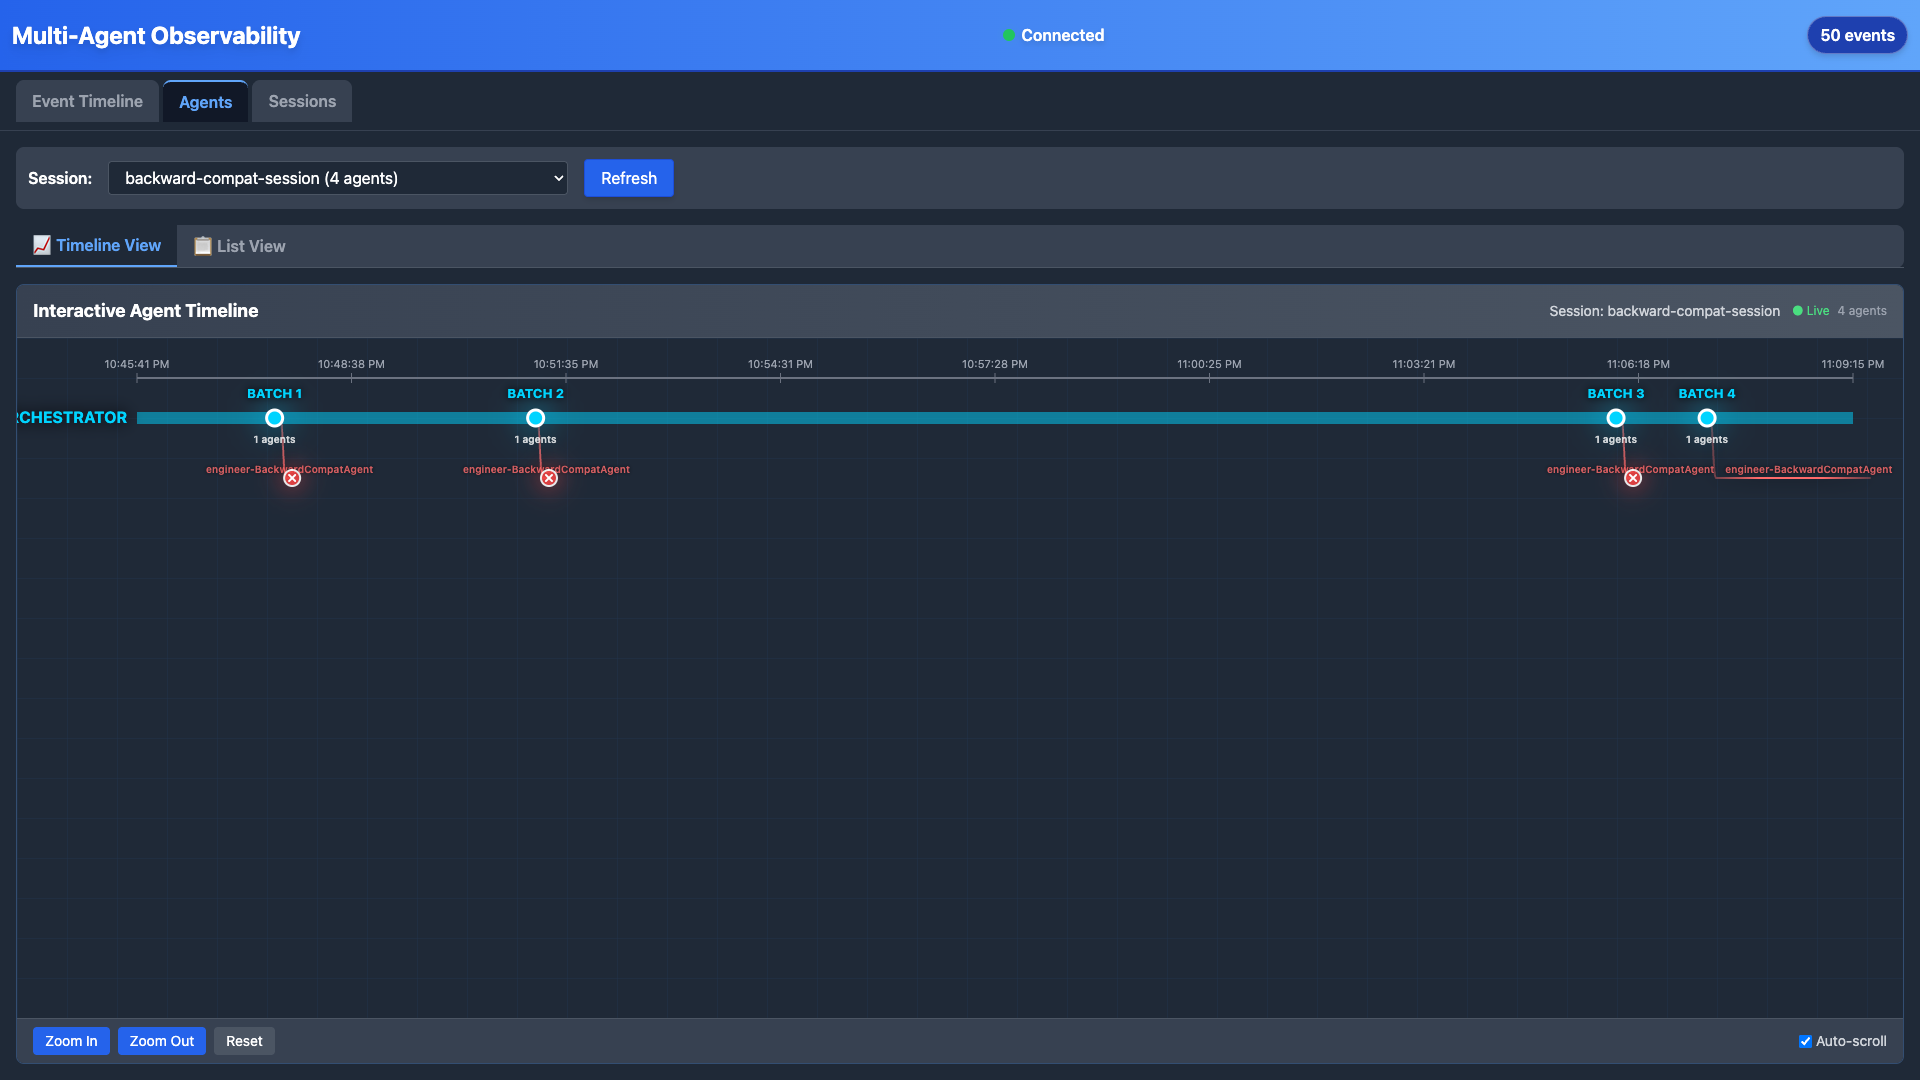 Multi-Agent Observability
Connected
50 events
Event Timeline
Agents
Sessions
Session:
backward-compat-session (4 agents)
Refresh
Timeline View
List View
Interactive Agent Timeline
Session: backward-compat-session
Live
4 agents
10:45:41 PM
10:48:38 PM
10:51:35 PM
10:54:31 PM
10:57:28 PM
11:00:25 PM
11:03:21 PM
11:06:18 PM
11:09:15 PM
BATCH 1
BATCH 2
BATCH 3
BATCH 4
RCHESTRATOR
1 agents
1 agents
1 agents
1 agents
engineer-BackwardCompatAgent
engineer-BackwardCompatAgent
engineer-BackwardCompatAgent
engineer-BackwardCompatAgent
Zoom In
Zoom Out
Reset
Auto-scroll